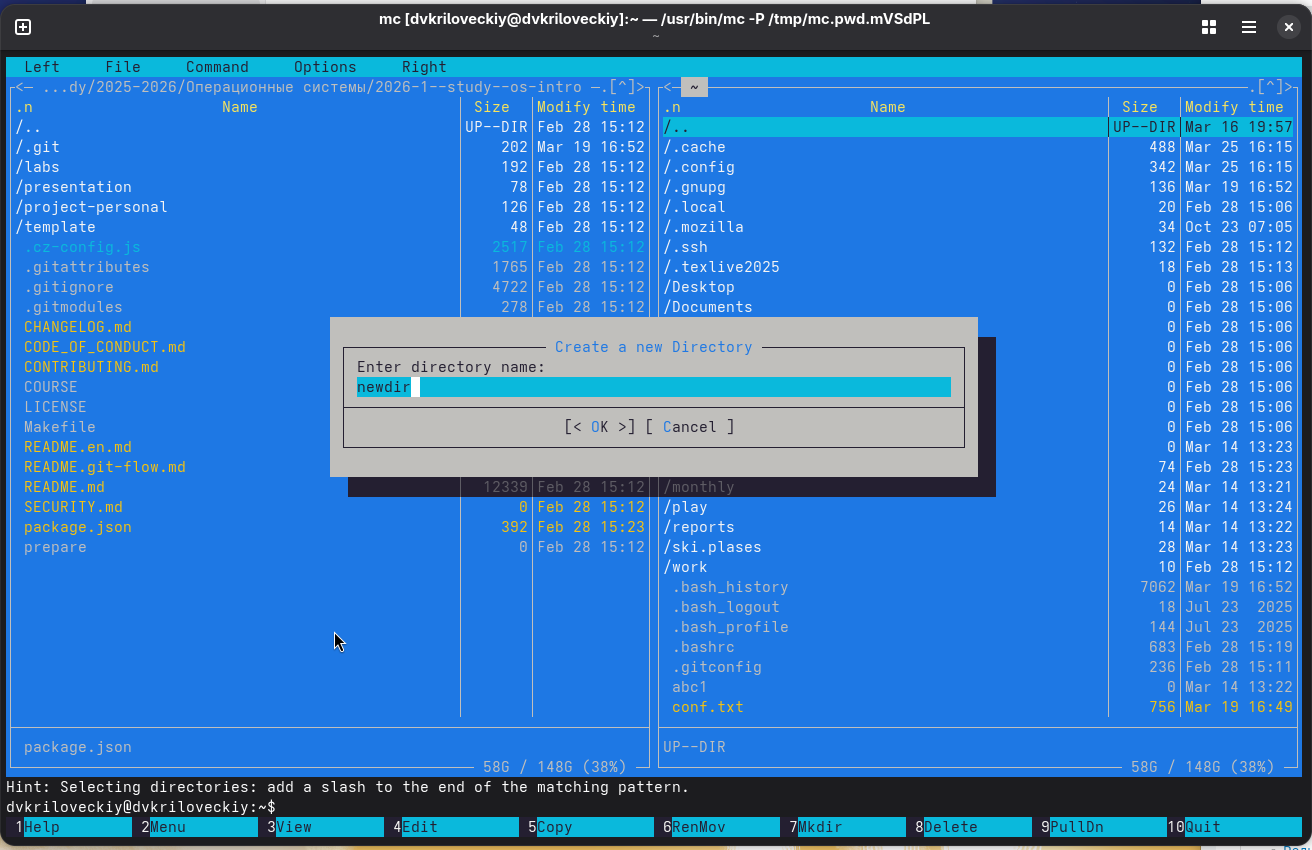 mc [dvkriloveckiy@dvkriloveckiy]:~ — /usr/bin/mc -P /tmp/mc.pwd.mVSdPL
~
Left File Command Options Right
<— ...dy/2025-2026/Операционные системы/2026-1--study--os-intro —.[^]>
.n Name Size Modify time
/.. UP--DIR Feb 28 15:12
/.git 202 Mar 19 16:52
/labs 192 Feb 28 15:12
/presentation 78 Feb 28 15:12
/project-personal 126 Feb 28 15:12
/template 48 Feb 28 15:12
.cz-config.js 2517 Feb 28 15:12
.gitattributes 1765 Feb 28 15:12
.gitignore 4722 Feb 28 15:12
.gitmodules 278 Feb 28 15:12
CHANGELOG.md
CODE_OF_CONDUCT.md
CONTRIBUTING.md
COURSE
LICENSE
Makefile
README.en.md
README.git-flow.md
README.md 12339 Feb 28 15:12
SECURITY.md 0 Feb 28 15:12
package.json 392 Feb 28 15:23
prepare 0 Feb 28 15:12
package.json
58G / 148G (38%)
<— ~ .[^]>
.n Name Size Modify time
/.. UP--DIR Mar 16 19:57
/.cache 488 Mar 25 16:15
/.config 342 Mar 25 16:15
/.gnupg 136 Mar 19 16:52
/.local 20 Feb 28 15:06
/.mozilla 34 Oct 23 07:05
/.ssh 132 Feb 28 15:12
/.texlive2025 18 Feb 28 15:13
/Desktop 0 Feb 28 15:06
/Documents 0 Feb 28 15:06
0 Feb 28 15:06
0 Feb 28 15:06
0 Feb 28 15:06
0 Feb 28 15:06
0 Feb 28 15:06
0 Feb 28 15:06
0 Mar 14 13:23
74 Feb 28 15:23
/monthly 24 Mar 14 13:21
/play 26 Mar 14 13:24
/reports 14 Mar 14 13:22
/ski.plases 28 Mar 14 13:23
/work 10 Feb 28 15:12
.bash_history 7062 Mar 19 16:52
.bash_logout 18 Jul 23 2025
.bash_profile 144 Jul 23 2025
.bashrc 683 Feb 28 15:19
.gitconfig 236 Feb 28 15:11
abc1 0 Mar 14 13:22
conf.txt 756 Mar 19 16:49
UP--DIR
58G / 148G (38%)
Create a new Directory
Enter directory name:
newdir
[< OK >] [ Cancel ]
Hint: Selecting directories: add a slash to the end of the matching pattern.
dvkriloveckiy@dvkriloveckiy:~$
1Help 2Menu 3View 4Edit 5Copy 6RenMov 7Mkdir 8Delete 9PullDn 10Quit